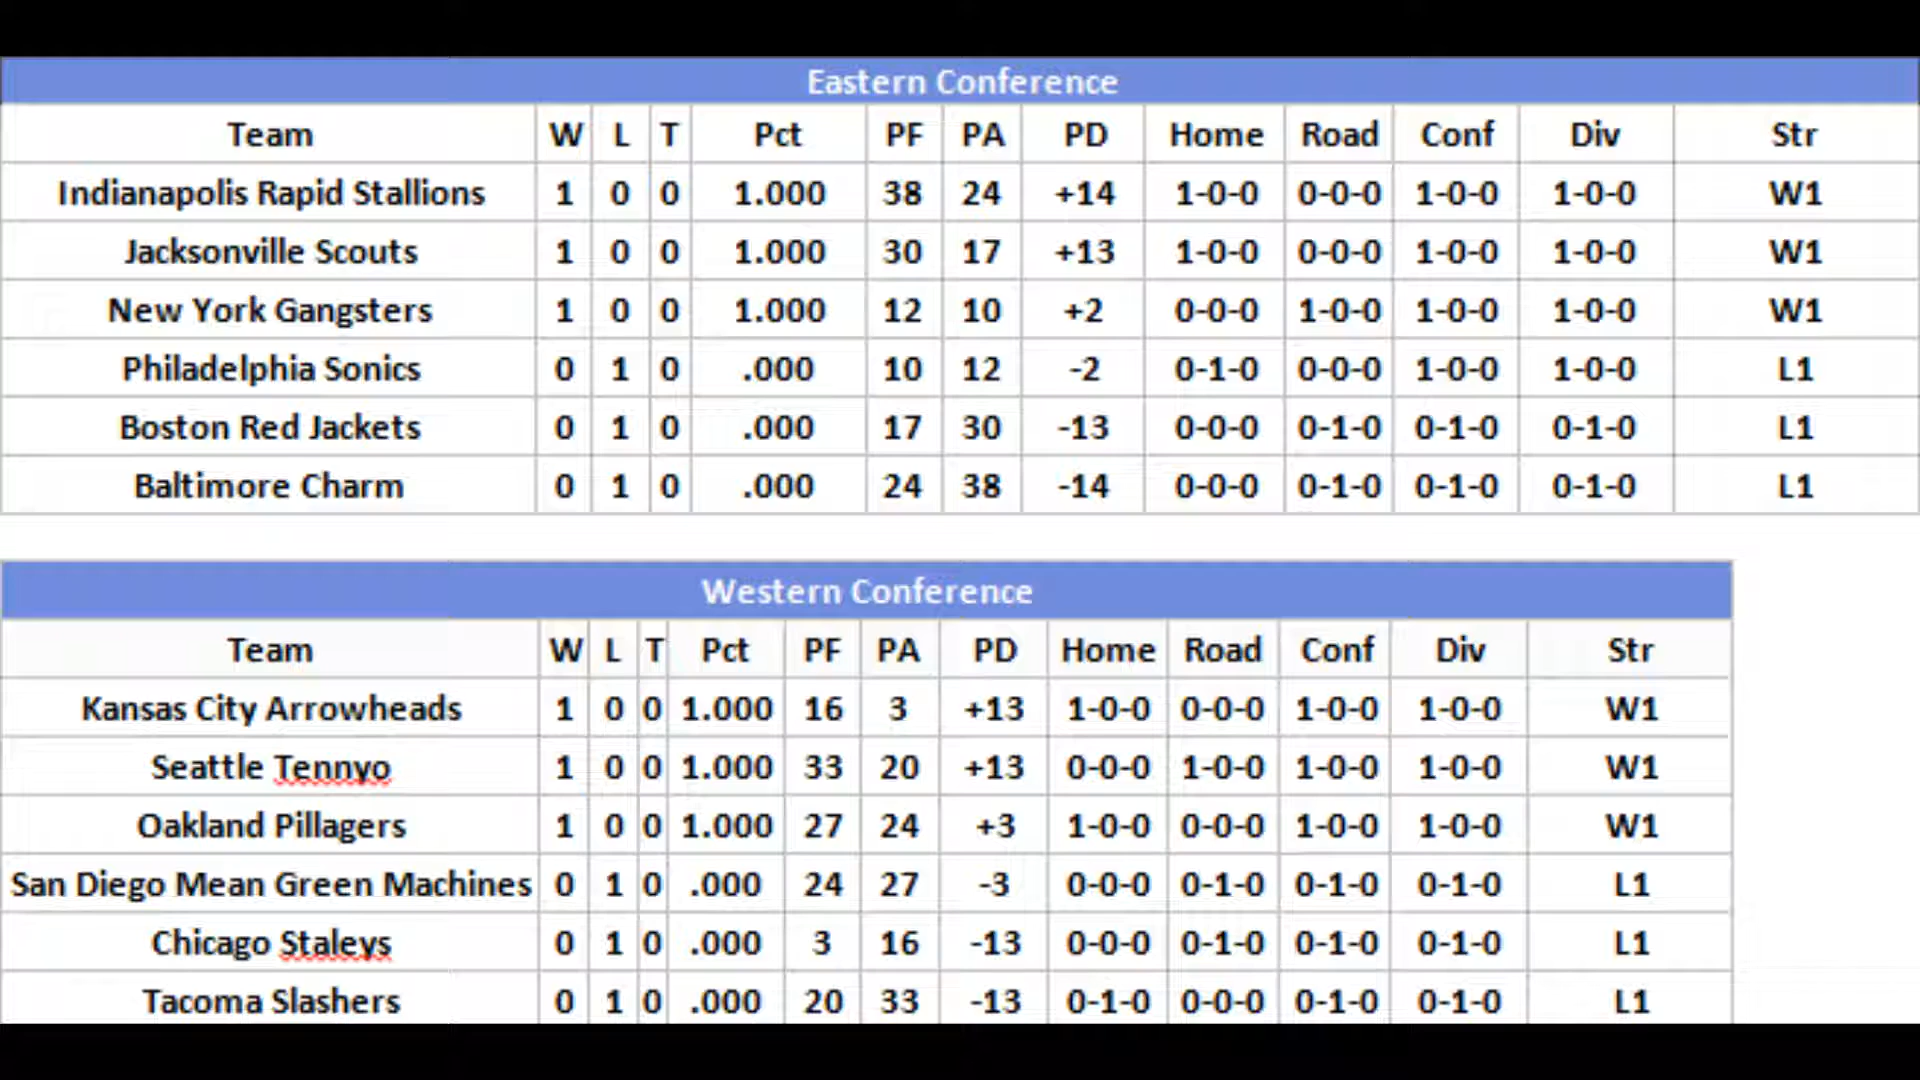 Eastern Conference
Team W L T Pct PF PA PD Home Road Conf Div Str
Indianapolis Rapid Stallions 1 0 0 1.000 38 24 +14 1-0-0 0-0-0 1-0-0 1-0-0 W1
Jacksonville Scouts 1 0 0 1.000 30 17 +13 1-0-0 0-0-0 1-0-0 1-0-0 W1
New York Gangsters 1 0 0 1.000 12 10 +2 0-0-0 1-0-0 1-0-0 1-0-0 W1
Philadelphia Sonics 0 1 0 .000 10 12 -2 0-1-0 0-0-0 1-0-0 1-0-0 L1
Boston Red Jackets 0 1 0 .000 17 30 -13 0-0-0 0-1-0 0-1-0 0-1-0 L1
Baltimore Charm 0 1 0 .000 24 38 -14 0-0-0 0-1-0 0-1-0 0-1-0 L1
Western Conference
Team W L T Pct PF PA PD Home Road Conf Div Str
Kansas City Arrowheads 1 0 0 1.000 16 3 +13 1-0-0 0-0-0 1-0-0 1-0-0 W1
Seattle Tennyo 1 0 0 1.000 33 20 +13 0-0-0 1-0-0 1-0-0 1-0-0 W1
Oakland Pillagers 1 0 0 1.000 27 24 +3 1-0-0 0-0-0 1-0-0 1-0-0 W1
San Diego Mean Green Machines 0 1 0 .000 24 27 -3 0-0-0 0-1-0 0-1-0 0-1-0 L1
Chicago Staleys 0 1 0 .000 3 16 -13 0-0-0 0-1-0 0-1-0 0-1-0 L1
Tacoma Slashers 0 1 0 .000 20 33 -13 0-1-0 0-0-0 0-1-0 0-1-0 L1